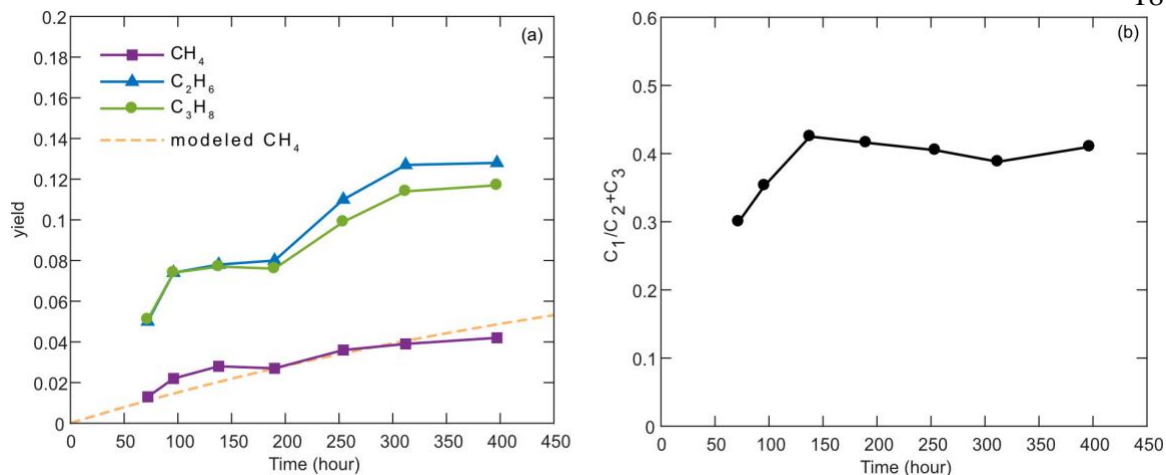 (a)
CH₄
C₂H₆
C₃H₈
modeled CH₄
yield
0.2
0.18
0.16
0.14
0.12
0.1
0.08
0.06
0.04
0.02
0
0 50 100 150 200 250 300 350 400 450
Time (hour)
(b)
C₁/C₂+C₃
0.6
0.5
0.4
0.3
0.2
0.1
0
0 50 100 150 200 250 300 350 400 450
Time (hour)